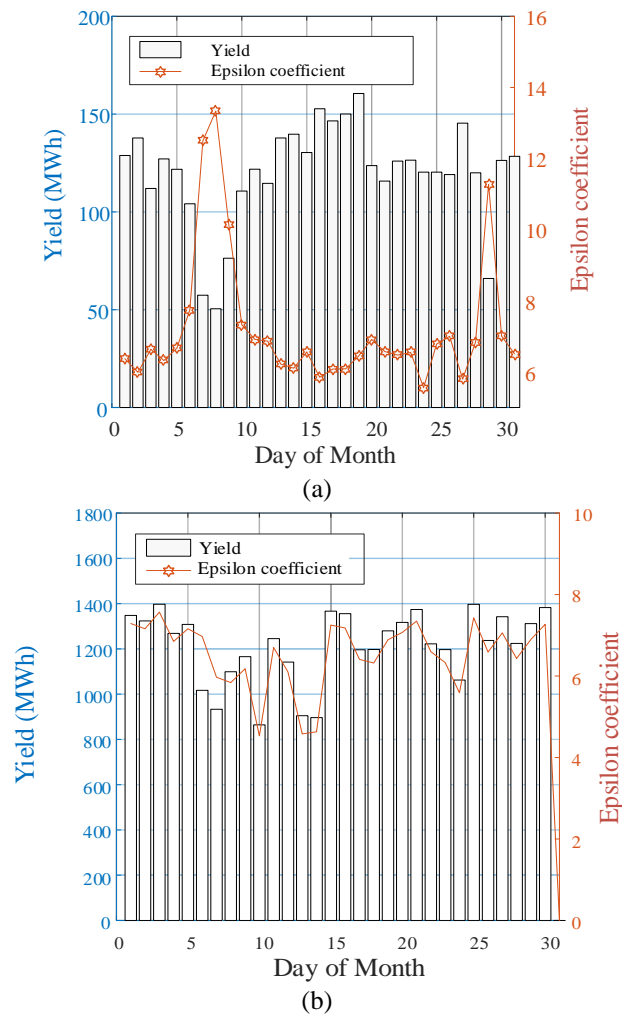 200
150
100
50
0
Yield (MWh)
Yield
Epsilon coefficient
16
14
12
10
8
6
Epsilon coefficient
0 5 10 15 20 25 30
Day of Month
(a)
1800
1600
1400
1200
1000
800
600
400
200
0
Yield (MWh)
Yield
Epsilon coefficient
10
8
6
4
2
0
Epsilon coefficient
0 5 10 15 20 25 30
Day of Month
(b)